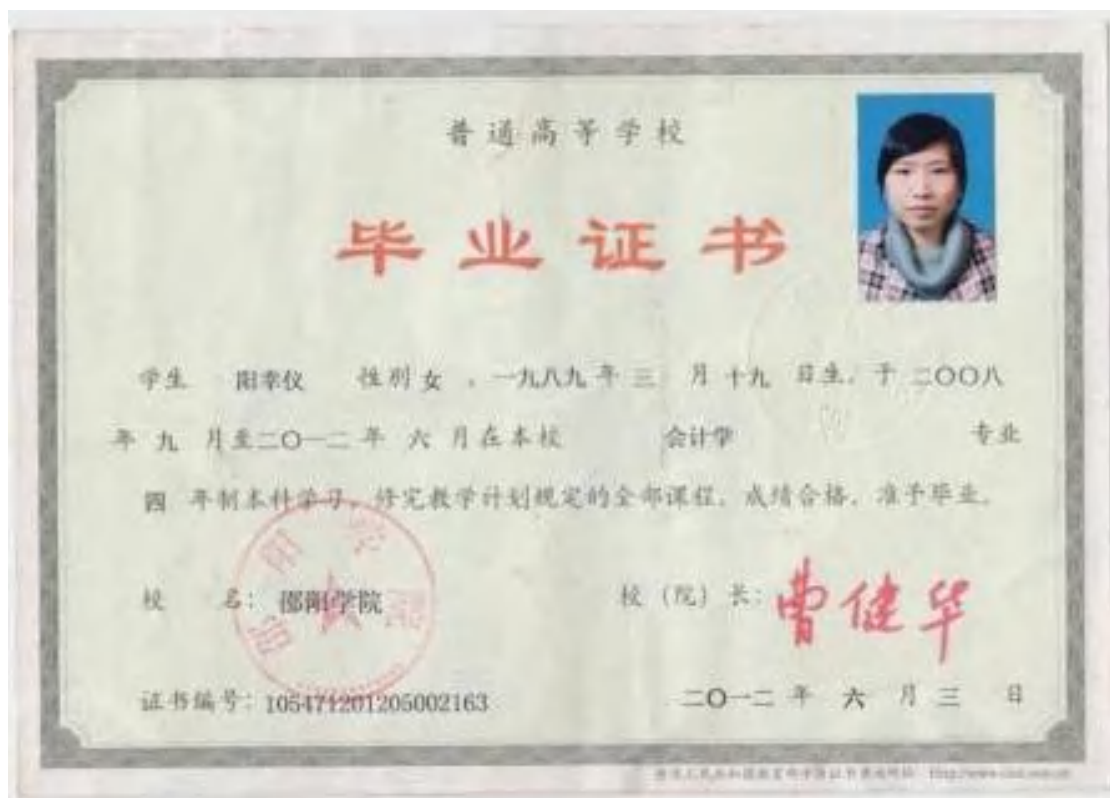 普通高等学校
毕业证书
学生 阳幸仪 性别 女 ，一九八九 年 三 月 十九 日生，于 二〇〇八
年 九 月至二〇一二 年 六 月在本校 会计学 专业
四 年制本科学习，修完教学计划规定的全部课程，成绩合格，准予毕业。
校 名：邵阳学院 校（院）长：曹健华
证书编号：105471201205002163 二〇一二 年 六 月 三 日